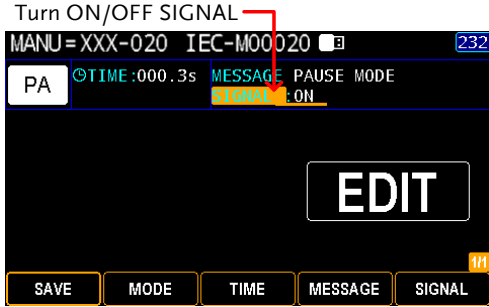 Turn ON/OFF SIGNAL
MANU=XXX-020 IEC-M00020 232
PA TIME:000.3s MESSAGE PAUSE MODE
SIGNAL :ON
EDIT
1/1
SAVE MODE TIME MESSAGE SIGNAL